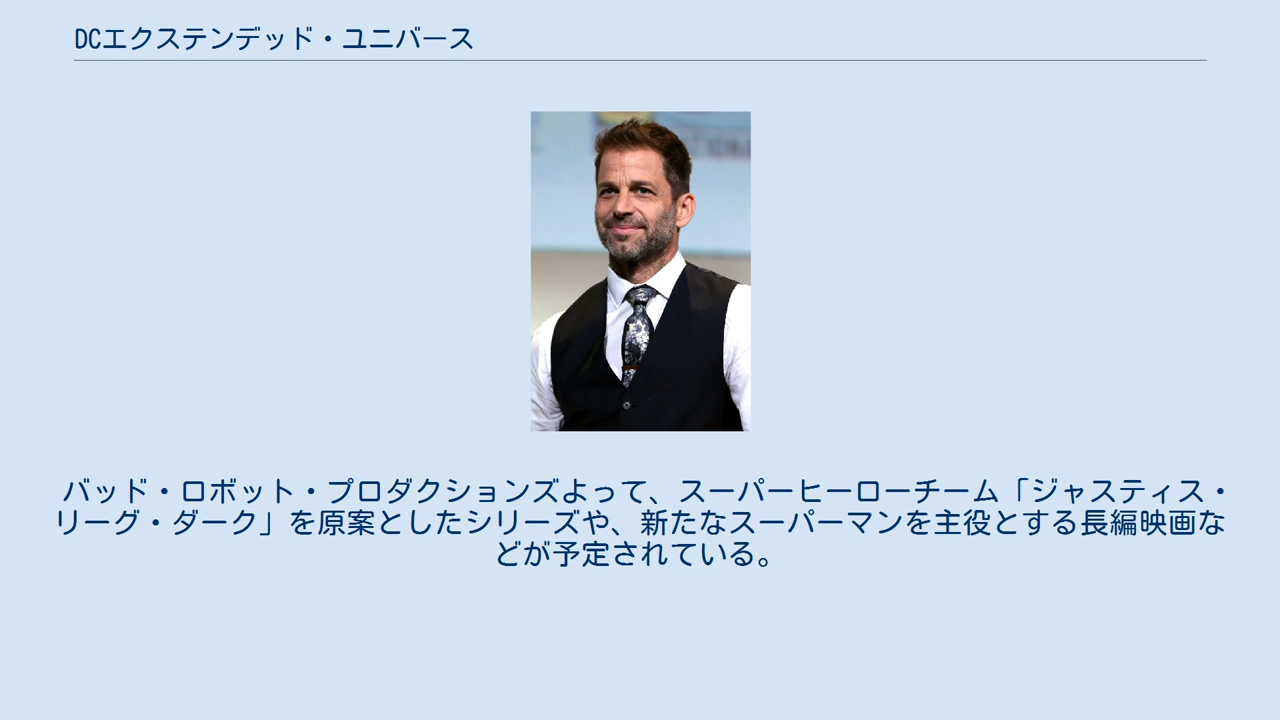 DCエクステンデッド・ユニバース
バッド・ロボット・プロダクションズよって、スーパーヒーローチーム「ジャスティス・
リーグ・ダーク」を原案としたシリーズや、新たなスーパーマンを主役とする長編映画な
どが予定されている。